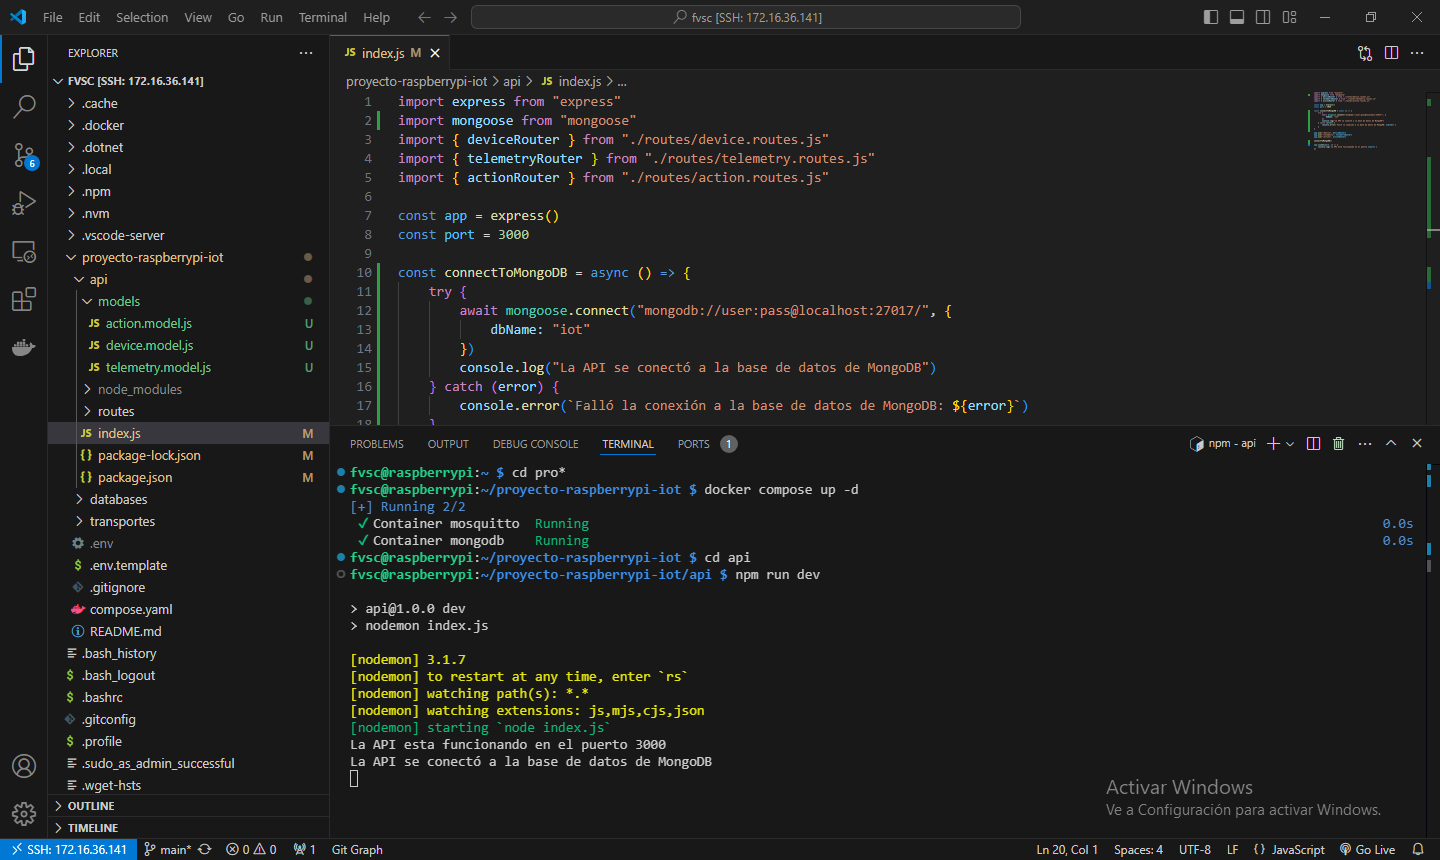 File Edit Selection View Go Run Terminal Help
fvsc [SSH: 172.16.36.141]
EXPLORER
FVSC [SSH: 172.16.36.141]
.cache
.docker
.dotnet
.local
.npm
.nvm
.vscode-server
proyecto-raspberrypi-iot
api
models
JS action.model.js U
JS device.model.js U
JS telemetry.model.js U
node_modules
routes
JS index.js M
{} package-lock.json M
{} package.json M
databases
transportes
.env
$ .env.template
.gitignore
compose.yaml
README.md
.bash_history
$ .bash_logout
$ .bashrc
.gitconfig
$ .profile
.sudo_as_admin_successful
.wget-hsts
OUTLINE
TIMELINE
6
JS index.js M
proyecto-raspberrypi-iot > api > JS index.js > ...
1 import express from "express"
2 import mongoose from "mongoose"
3 import { deviceRouter } from "./routes/device.routes.js"
4 import { telemetryRouter } from "./routes/telemetry.routes.js"
5 import { actionRouter } from "./routes/action.routes.js"
6
7 const app = express()
8 const port = 3000
9
10 const connectToMongoDB = async () => {
11 try {
12 await mongoose.connect("mongodb://user:pass@localhost:27017/", {
13 dbName: "iot"
14 })
15 console.log("La API se conectó a la base de datos de MongoDB")
16 } catch (error) {
17 console.error(`Falló la conexión a la base de datos de MongoDB: ${error}`)
18 }
PROBLEMS OUTPUT DEBUG CONSOLE TERMINAL PORTS 1
npm - api
fvsc@raspberrypi:~ $ cd pro*
fvsc@raspberrypi:~/proyecto-raspberrypi-iot $ docker compose up -d
[+] Running 2/2
✓ Container mosquitto Running 0.0s
✓ Container mongodb Running 0.0s
fvsc@raspberrypi:~/proyecto-raspberrypi-iot $ cd api
fvsc@raspberrypi:~/proyecto-raspberrypi-iot/api $ npm run dev
> api@1.0.0 dev
> nodemon index.js
[nodemon] 3.1.7
[nodemon] to restart at any time, enter `rs`
[nodemon] watching path(s): *.*
[nodemon] watching extensions: js,mjs,cjs,json
[nodemon] starting `node index.js`
La API esta funcionando en el puerto 3000
La API se conectó a la base de datos de MongoDB
Activar Windows
Ve a Configuración para activar Windows.
SSH: 172.16.36.141 main* 0 0 1 Git Graph
Ln 20, Col 1 Spaces: 4 UTF-8 LF {} JavaScript Go Live